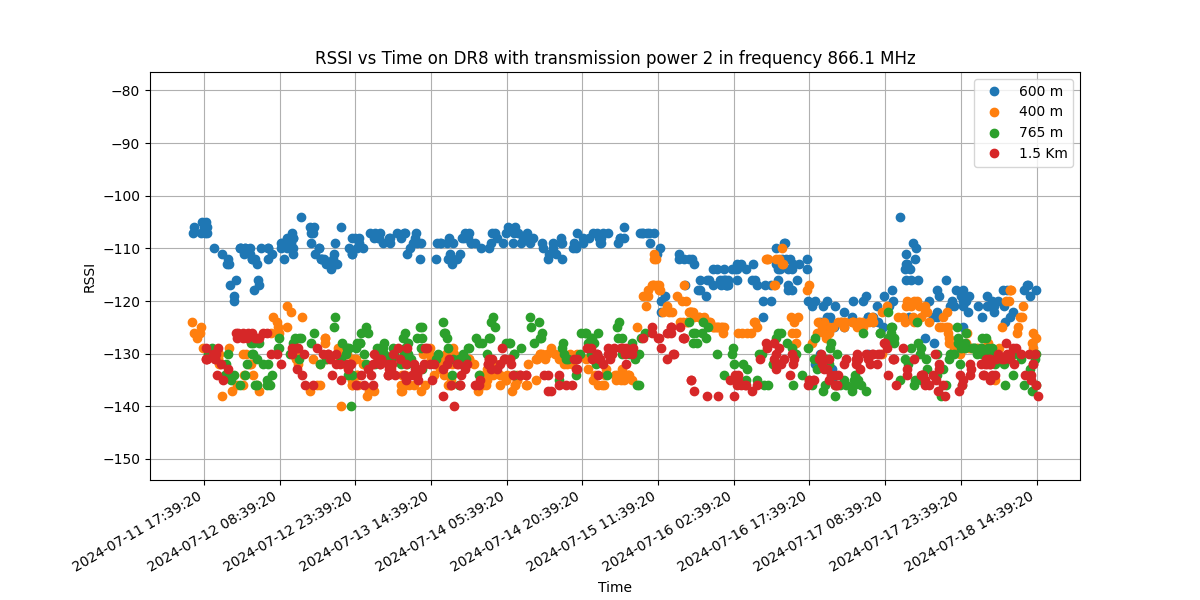 RSSI vs Time on DR8 with transmission power 2 in frequency 866.1 MHz
600 m
400 m
765 m
1.5 Km
−80
−90
−100
−110
−120
−130
−140
−150
RSSI
2024-07-11 17:39:20
2024-07-12 08:39:20
2024-07-12 23:39:20
2024-07-13 14:39:20
2024-07-14 05:39:20
2024-07-14 20:39:20
2024-07-15 11:39:20
2024-07-16 02:39:20
2024-07-16 17:39:20
2024-07-17 08:39:20
2024-07-17 23:39:20
2024-07-18 14:39:20
Time